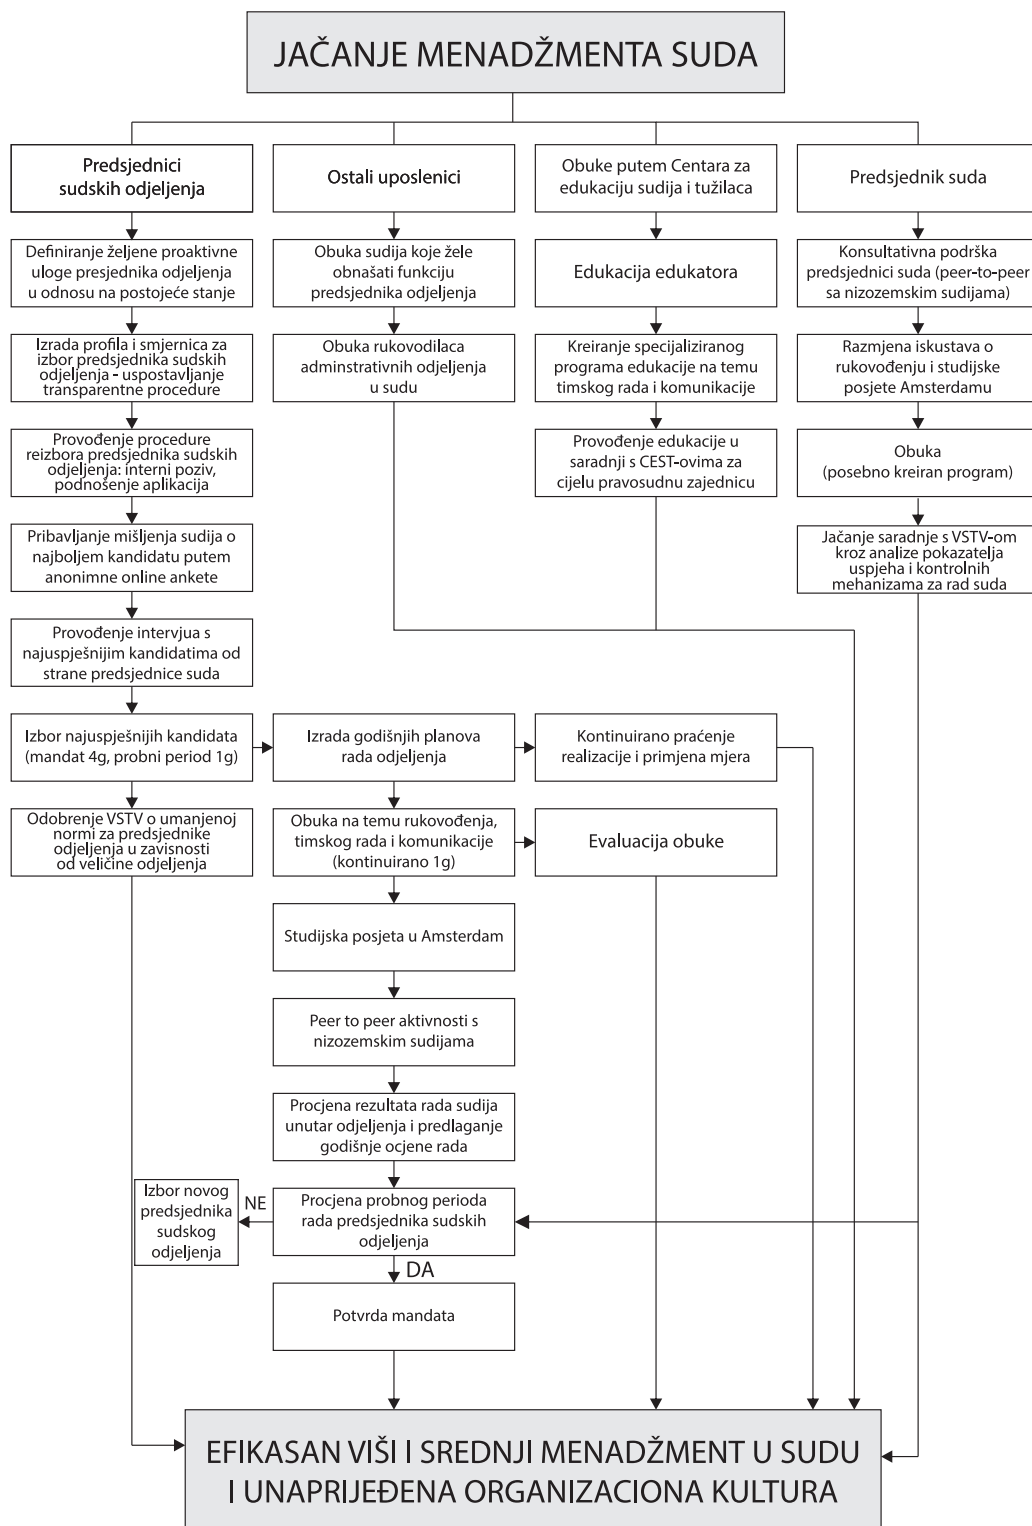 JAČANJE MENADŽMENTA SUDA
Predsjednici
sudskih odjeljenja
Ostali uposlenici
Obuke putem Centara za
edukaciju sudija i tužilaca
Predsjednik suda
Definiranje željene proaktivne
uloge presjednika odjeljenja
u odnosu na postojeće stanje
Obuka sudija koje žele
obnašati funkciju
predsjednika odjeljenja
Edukacija edukatora
Konsultativna podrška
predsjednici suda (peer-to-peer
sa nizozemskim sudijama)
Izrada profila i smjernica za
izbor predsjednika sudskih
odjeljenja - uspostavljanje
transparentne procedure
Obuka rukovodilaca
adminstrativnih odjeljenja
u sudu
Kreiranje specijaliziranog
programa edukacije na temu
timskog rada i komunikacije
Razmjena iskustava o
rukovođenju i studijske
posjete Amsterdamu
Provođenje procedure
reizbora predsjednika sudskih
odjeljenja: interni poziv,
podnošenje aplikacija
Provođenje edukacije u
saradnji s CEST-ovima za
cijelu pravosudnu zajednicu
Obuka
(posebno kreiran program)
Pribavljanje mišljenja sudija o
najboljem kandidatu putem
anonimne online ankete
Jačanje saradnje s VSTV-om
kroz analize pokazatelja
uspjeha i kontrolnih
mehanizama za rad suda
Provođenje intervjua s
najuspješnijim kandidatima od
strane predsjednice suda
Izbor najuspješnijih kandidata
(mandat 4g, probni period 1g)
Izrada godišnjih planova
rada odjeljenja
Kontinuirano praćenje
realizacije i primjena mjera
Odobrenje VSTV o umanjenoj
normi za predsjednike
odjeljenja u zavisnosti
od veličine odjeljenja
Obuka na temu rukovođenja,
timskog rada i komunikacije
(kontinuirano 1g)
Evaluacija obuke
Studijska posjeta u Amsterdam
Peer to peer aktivnosti s
nizozemskim sudijama
Procjena rezultata rada sudija
unutar odjeljenja i predlaganje
godišnje ocjene rada
Izbor novog
predsjednika
sudskog
odjeljenja
NE
Procjena probnog perioda
rada predsjednika sudskih
odjeljenja
DA
Potvrda mandata
EFIKASAN VIŠI I SREDNJI MENADŽMENT U SUDU
I UNAPRIJEĐENA ORGANIZACIONA KULTURA